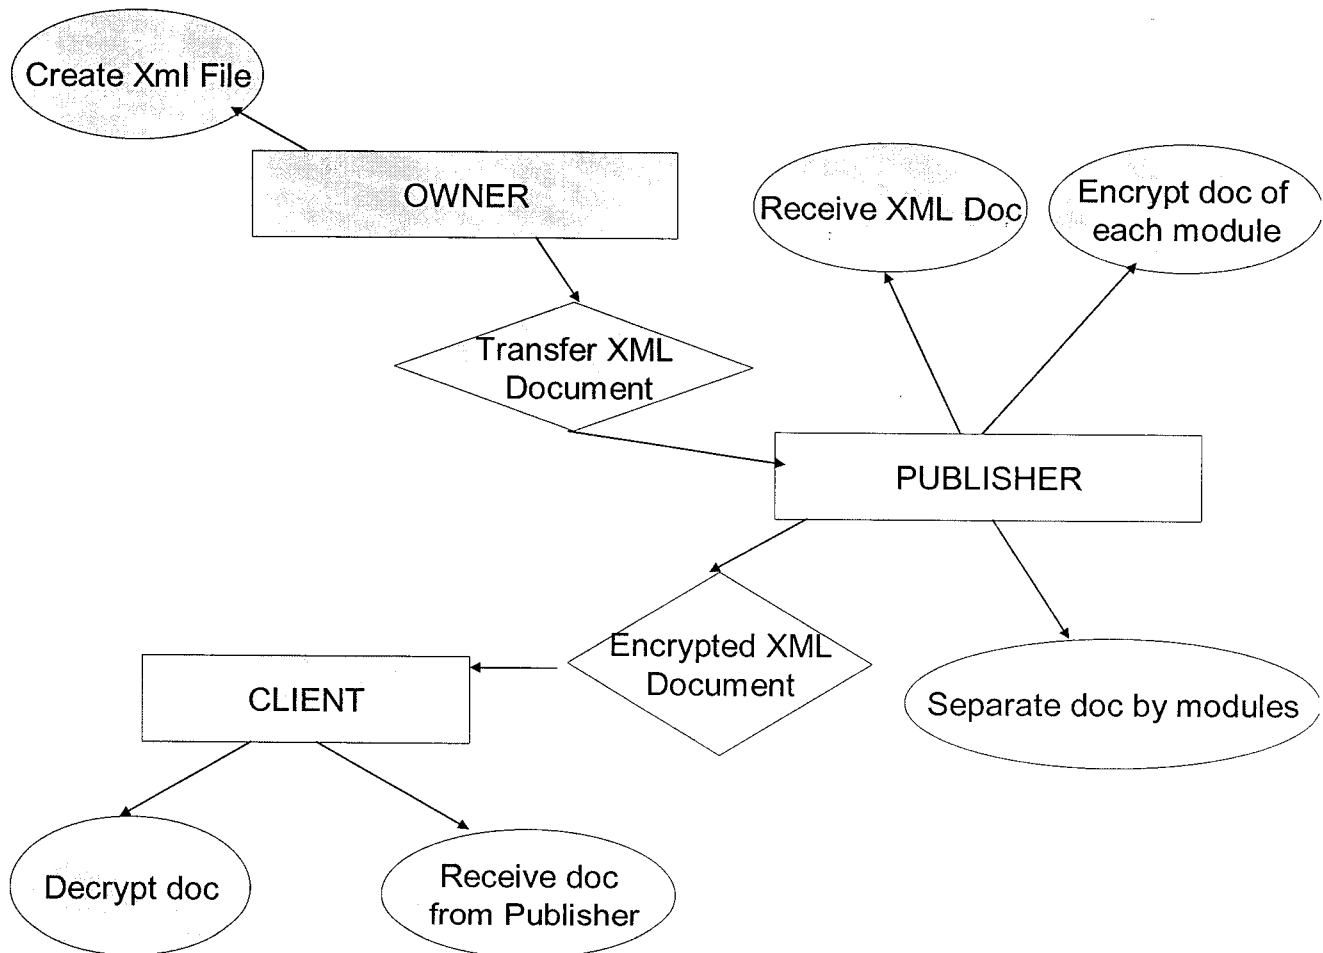 Create Xml File
OWNER
Receive XML Doc
Encrypt doc of
each module
Transfer XML
Document
PUBLISHER
Encrypted XML
Document
CLIENT
Separate doc by modules
Decrypt doc
Receive doc
from Publisher